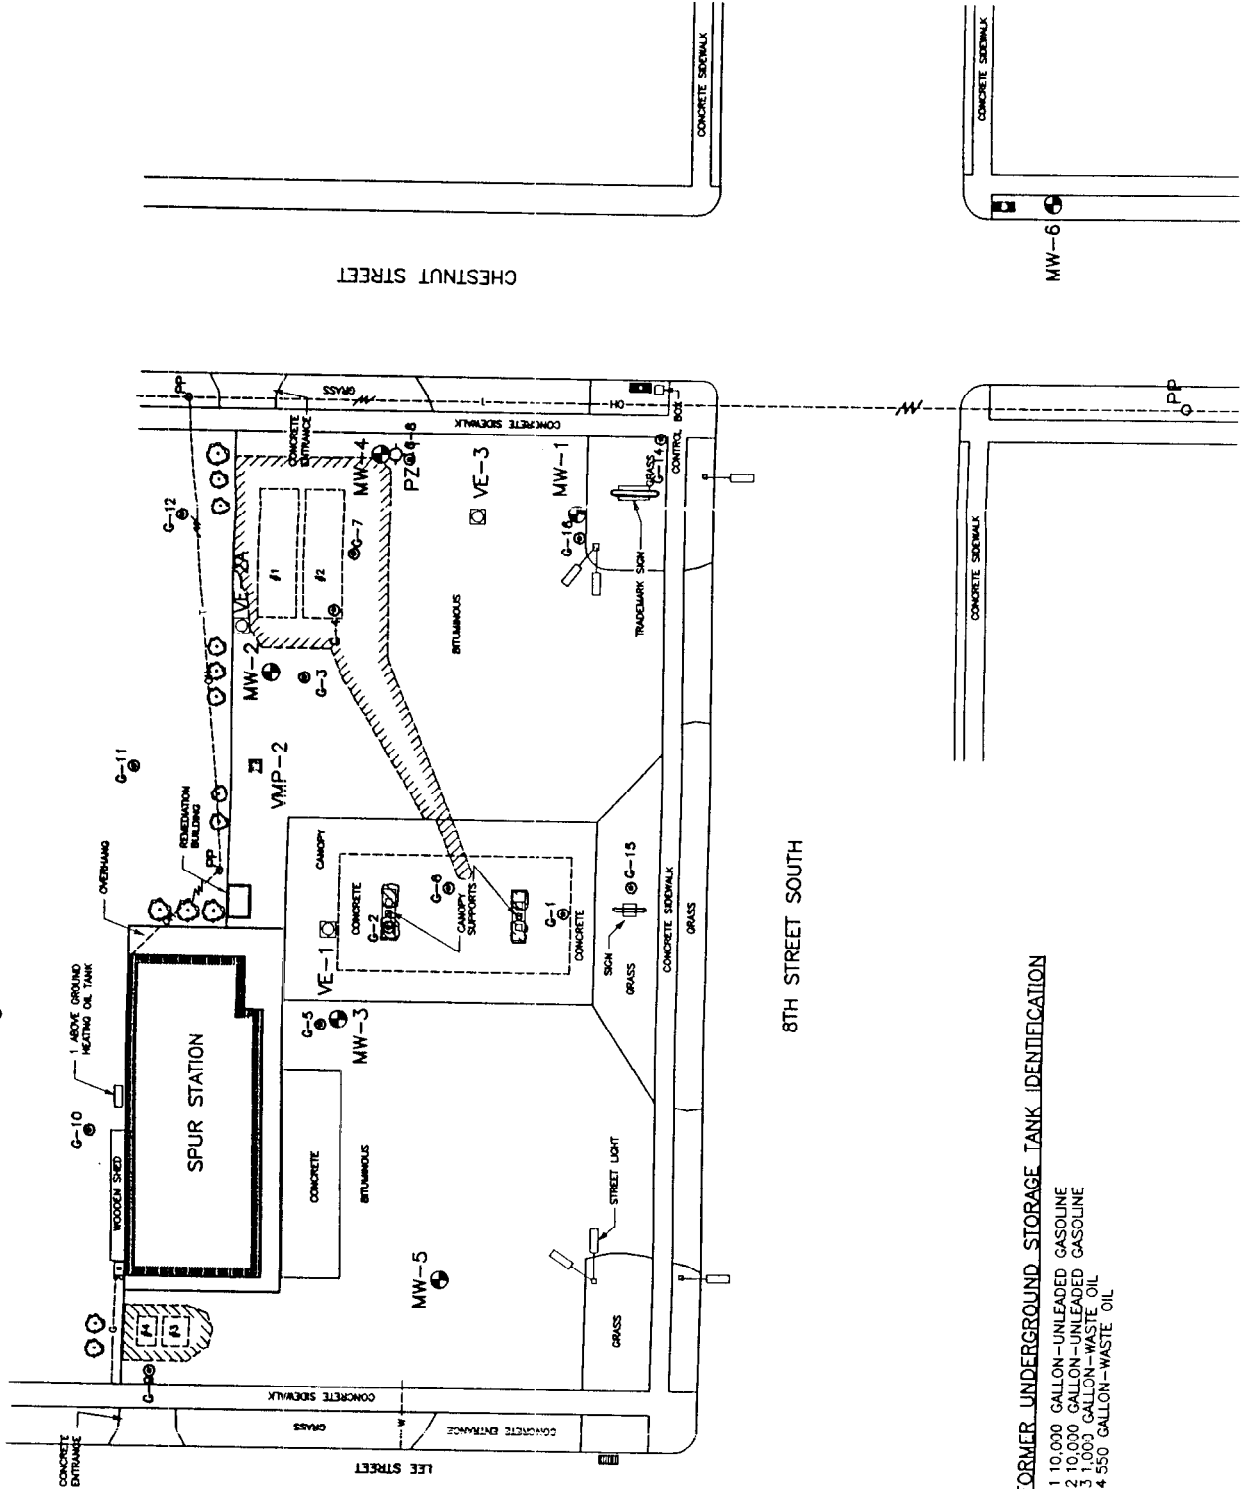 CONCRETE SIDEWALK
CONCRETE SIDEWALK
CHESTNUT STREET
MW-6
PP
GRASS
OH
CONCRETE
ENTRANCE
CONCRETE SIDEWALK
CONTROL BOX
PP
G-12
MW-4
PZ
G-8
VE-3
MW-1
G-16
GRASS
G-14
#1
#2
G-7
TRADEMARK SIGN
CONCRETE SIDEWALK
G-4
BITUMINOUS
MW-2
G-3
G-11
VMP-2
REMEDIATION
BUILDING
PP
OVERHANG
CANOPY
CONCRETE
G-2
G-6
CANOPY
SUPPORTS
G-1
CONCRETE
G-15
SIGN
GRASS
CONCRETE SIDEWALK
GRASS
VE-1
8TH STREET SOUTH
1 ABOVE GROUND
HEATING OIL TANK
G-5
MW-3
G-10
WOODEN SHED
SPUR STATION
CONCRETE
BITUMINOUS
STREET LIGHT
MW-5
G
#4
#3
GRASS
CONCRETE SIDEWALK
W
CONCRETE
ENTRANCE
GRASS
CONCRETE ENTRANCE
LEE STREET
FORMER UNDERGROUND STORAGE TANK IDENTIFICATION
1 10,000 GALLON-UNLEADED GASOLINE
2 10,000 GALLON-UNLEADED GASOLINE
3 1,000 GALLON-WASTE OIL
4 550 GALLON-WASTE OIL